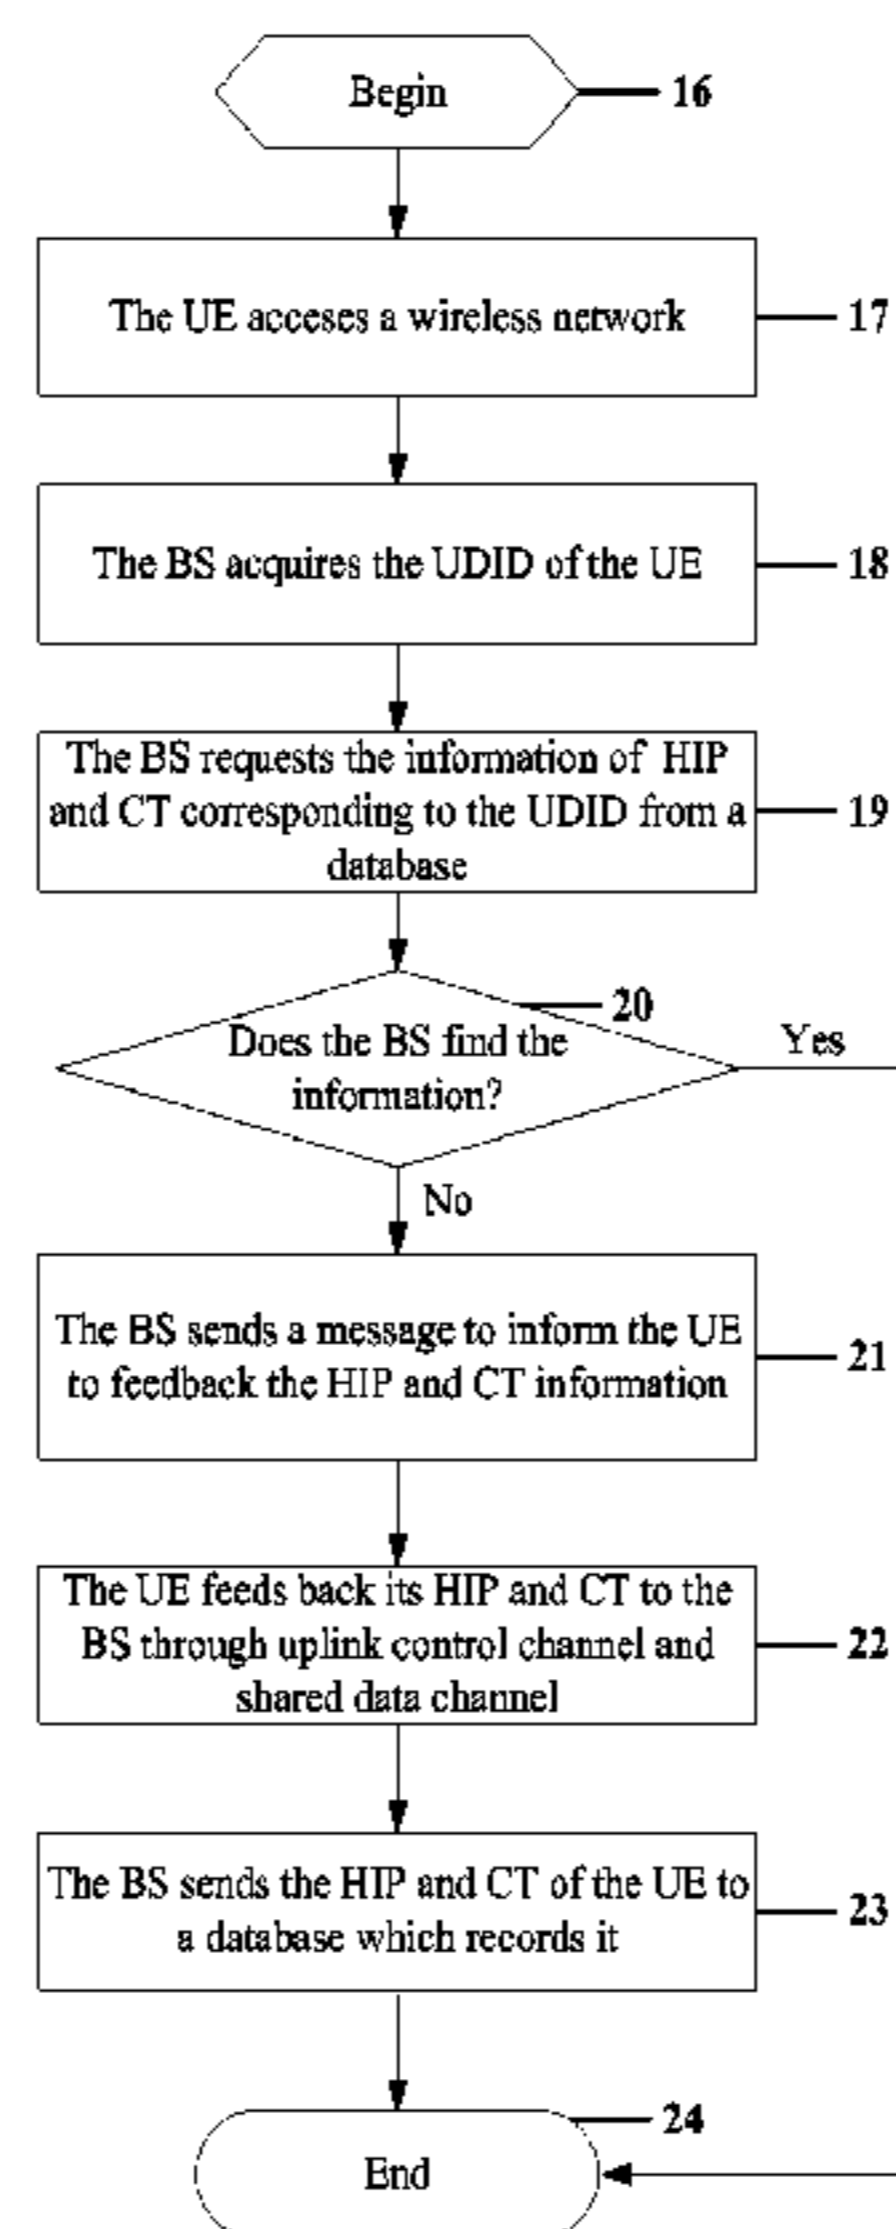 Begin
16
The UE acceses a wireless network
17
The BS acquires the UDID of the UE
18
The BS requests the information of HIP
and CT corresponding to the UDID from a
database
19
20
Does the BS find the
information?
Yes
No
The BS sends a message to inform the UE
to feedback the HIP and CT information
21
The UE feeds back its HIP and CT to the
BS through uplink control channel and
shared data channel
22
The BS sends the HIP and CT of the UE to
a database which records it
23
24
End